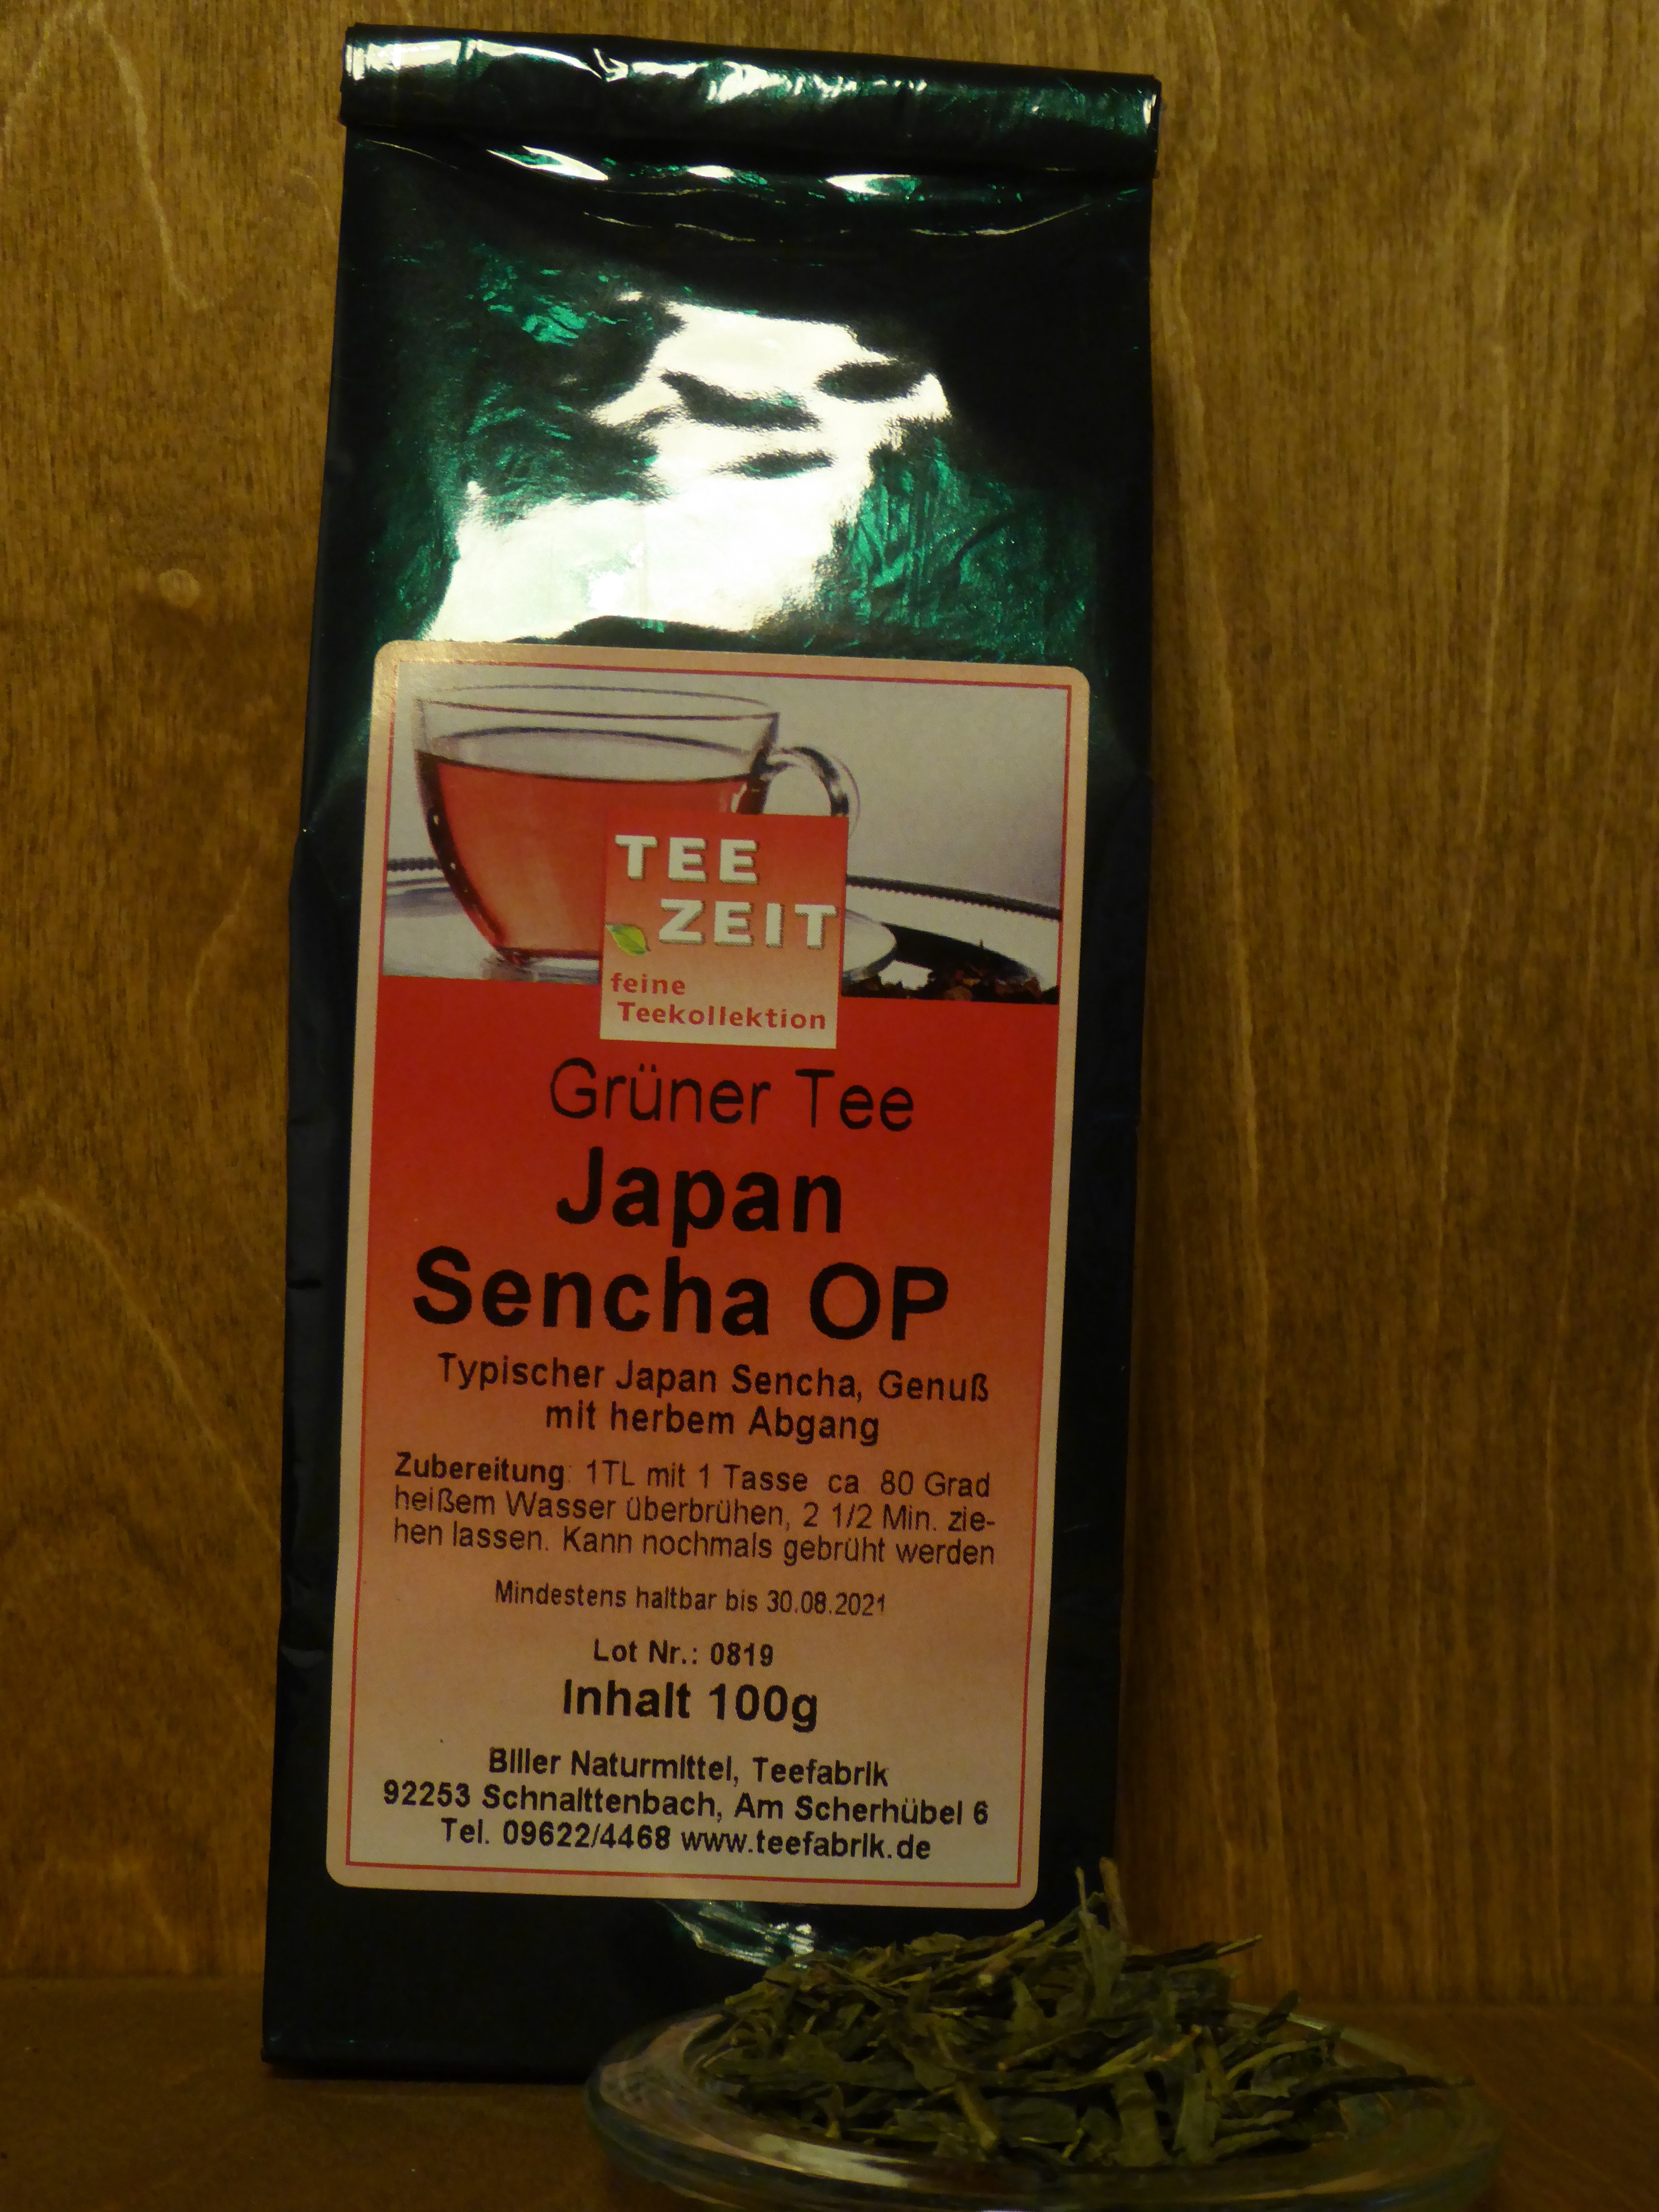 TEE
ZEIT
feine
Teekollektion
Grüner Tee
Japan
Sencha OP
Typischer Japan Sencha, Genuß
mit herbem Abgang
Zubereitung: 1TL mit 1 Tasse ca 80 Grad
heißem Wasser überbrühen, 2 1/2 Min. zie-
hen lassen. Kann nochmals gebrüht werden
Mindestens haltbar bis 30.08.2021
Lot Nr.: 0819
Inhalt 100g
Biller Naturmittel, Teefabrik
92253 Schnaittenbach, Am Scherhübel 6
Tel. 09622/4468 www.teefabrik.de